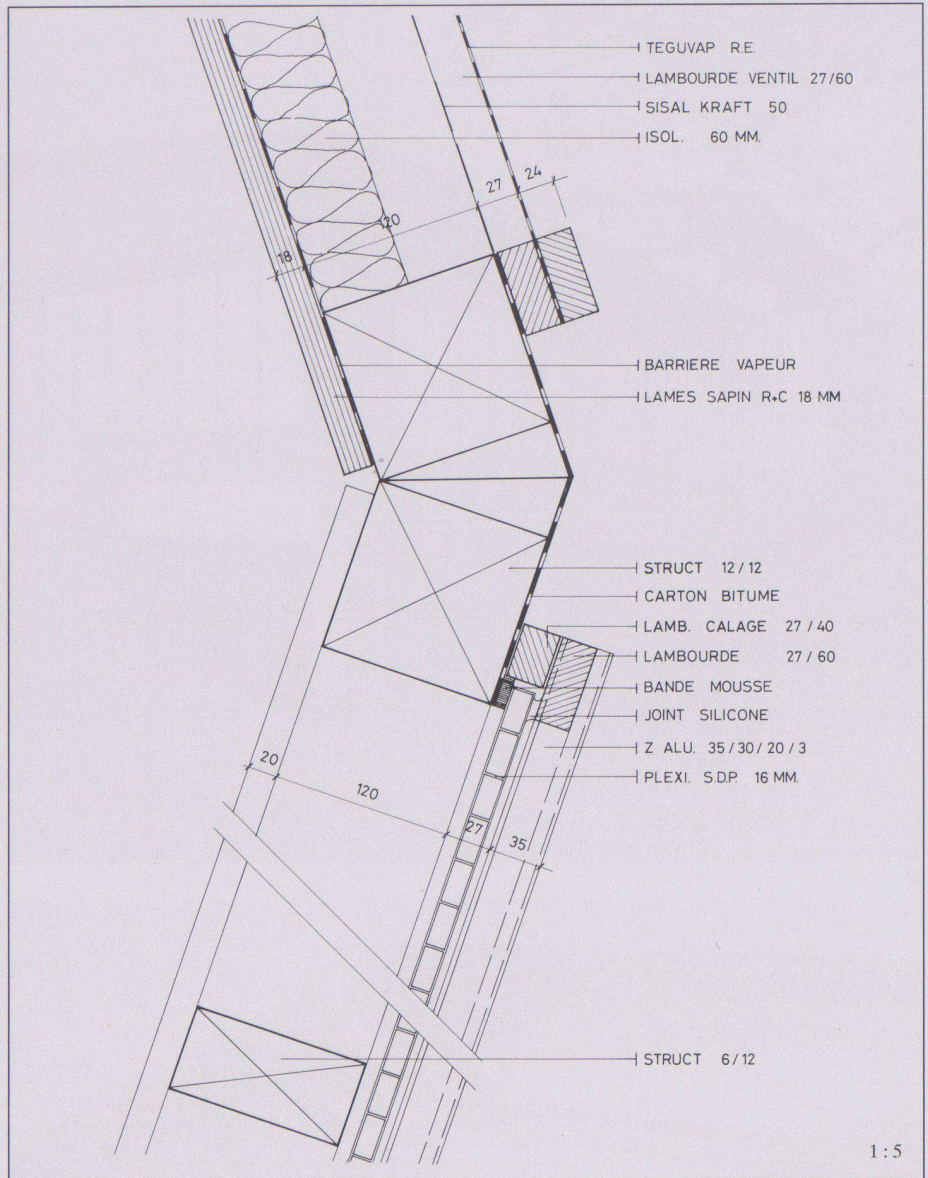 TEGUVAP R.E.
LAMBOURDE VENTIL 27/60
SISAL KRAFT 50
ISOL. 60 MM.
24
27
120
18
BARRIERE VAPEUR
LAMES SAPIN R+C 18 MM
STRUCT 12/12
CARTON BITUME
LAMB. CALAGE 27/40
LAMBOURDE 27/60
BANDE MOUSSE
JOINT SILICONE
Z ALU. 35/30/20/3
PLEXI. S.D.P. 16 MM.
20
120
27
35
STRUCT 6/12
1:5